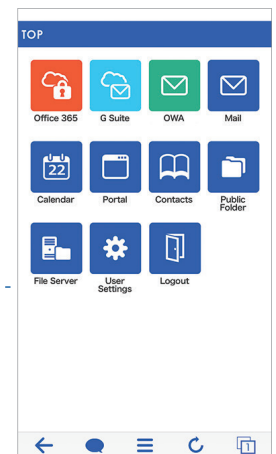 TOP
Office 365
G Suite
OWA
Mail
22
Calendar
Portal
Contacts
Public
Folder
File Server
User
Settings
Logout
1